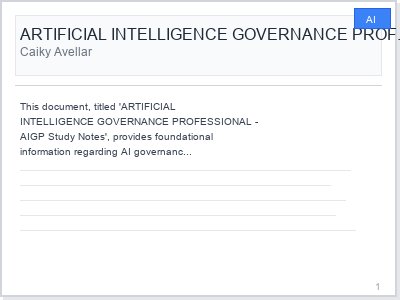 ARTIFICIAL INTELLIGENCE GOVERNANCE PROF...
AI
Caiky Avellar
This document, titled 'ARTIFICIAL
INTELLIGENCE GOVERNANCE PROFESSIONAL -
AIGP Study Notes', provides foundational
information regarding AI governanc...
1